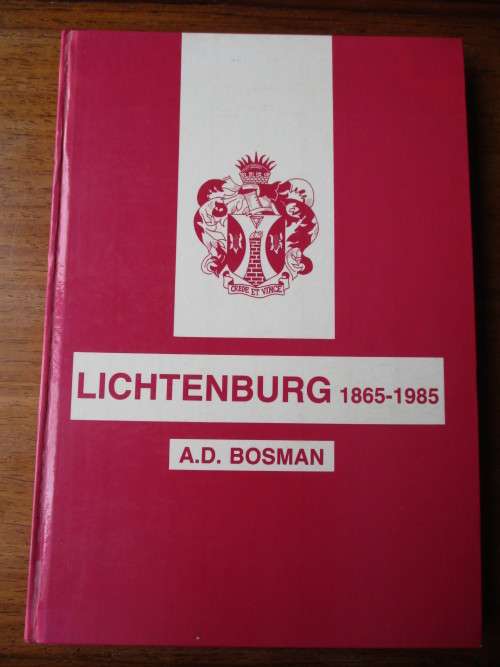 CREDE ET VINCE
LICHTENBURG 1865-1985
A.D. BOSMAN